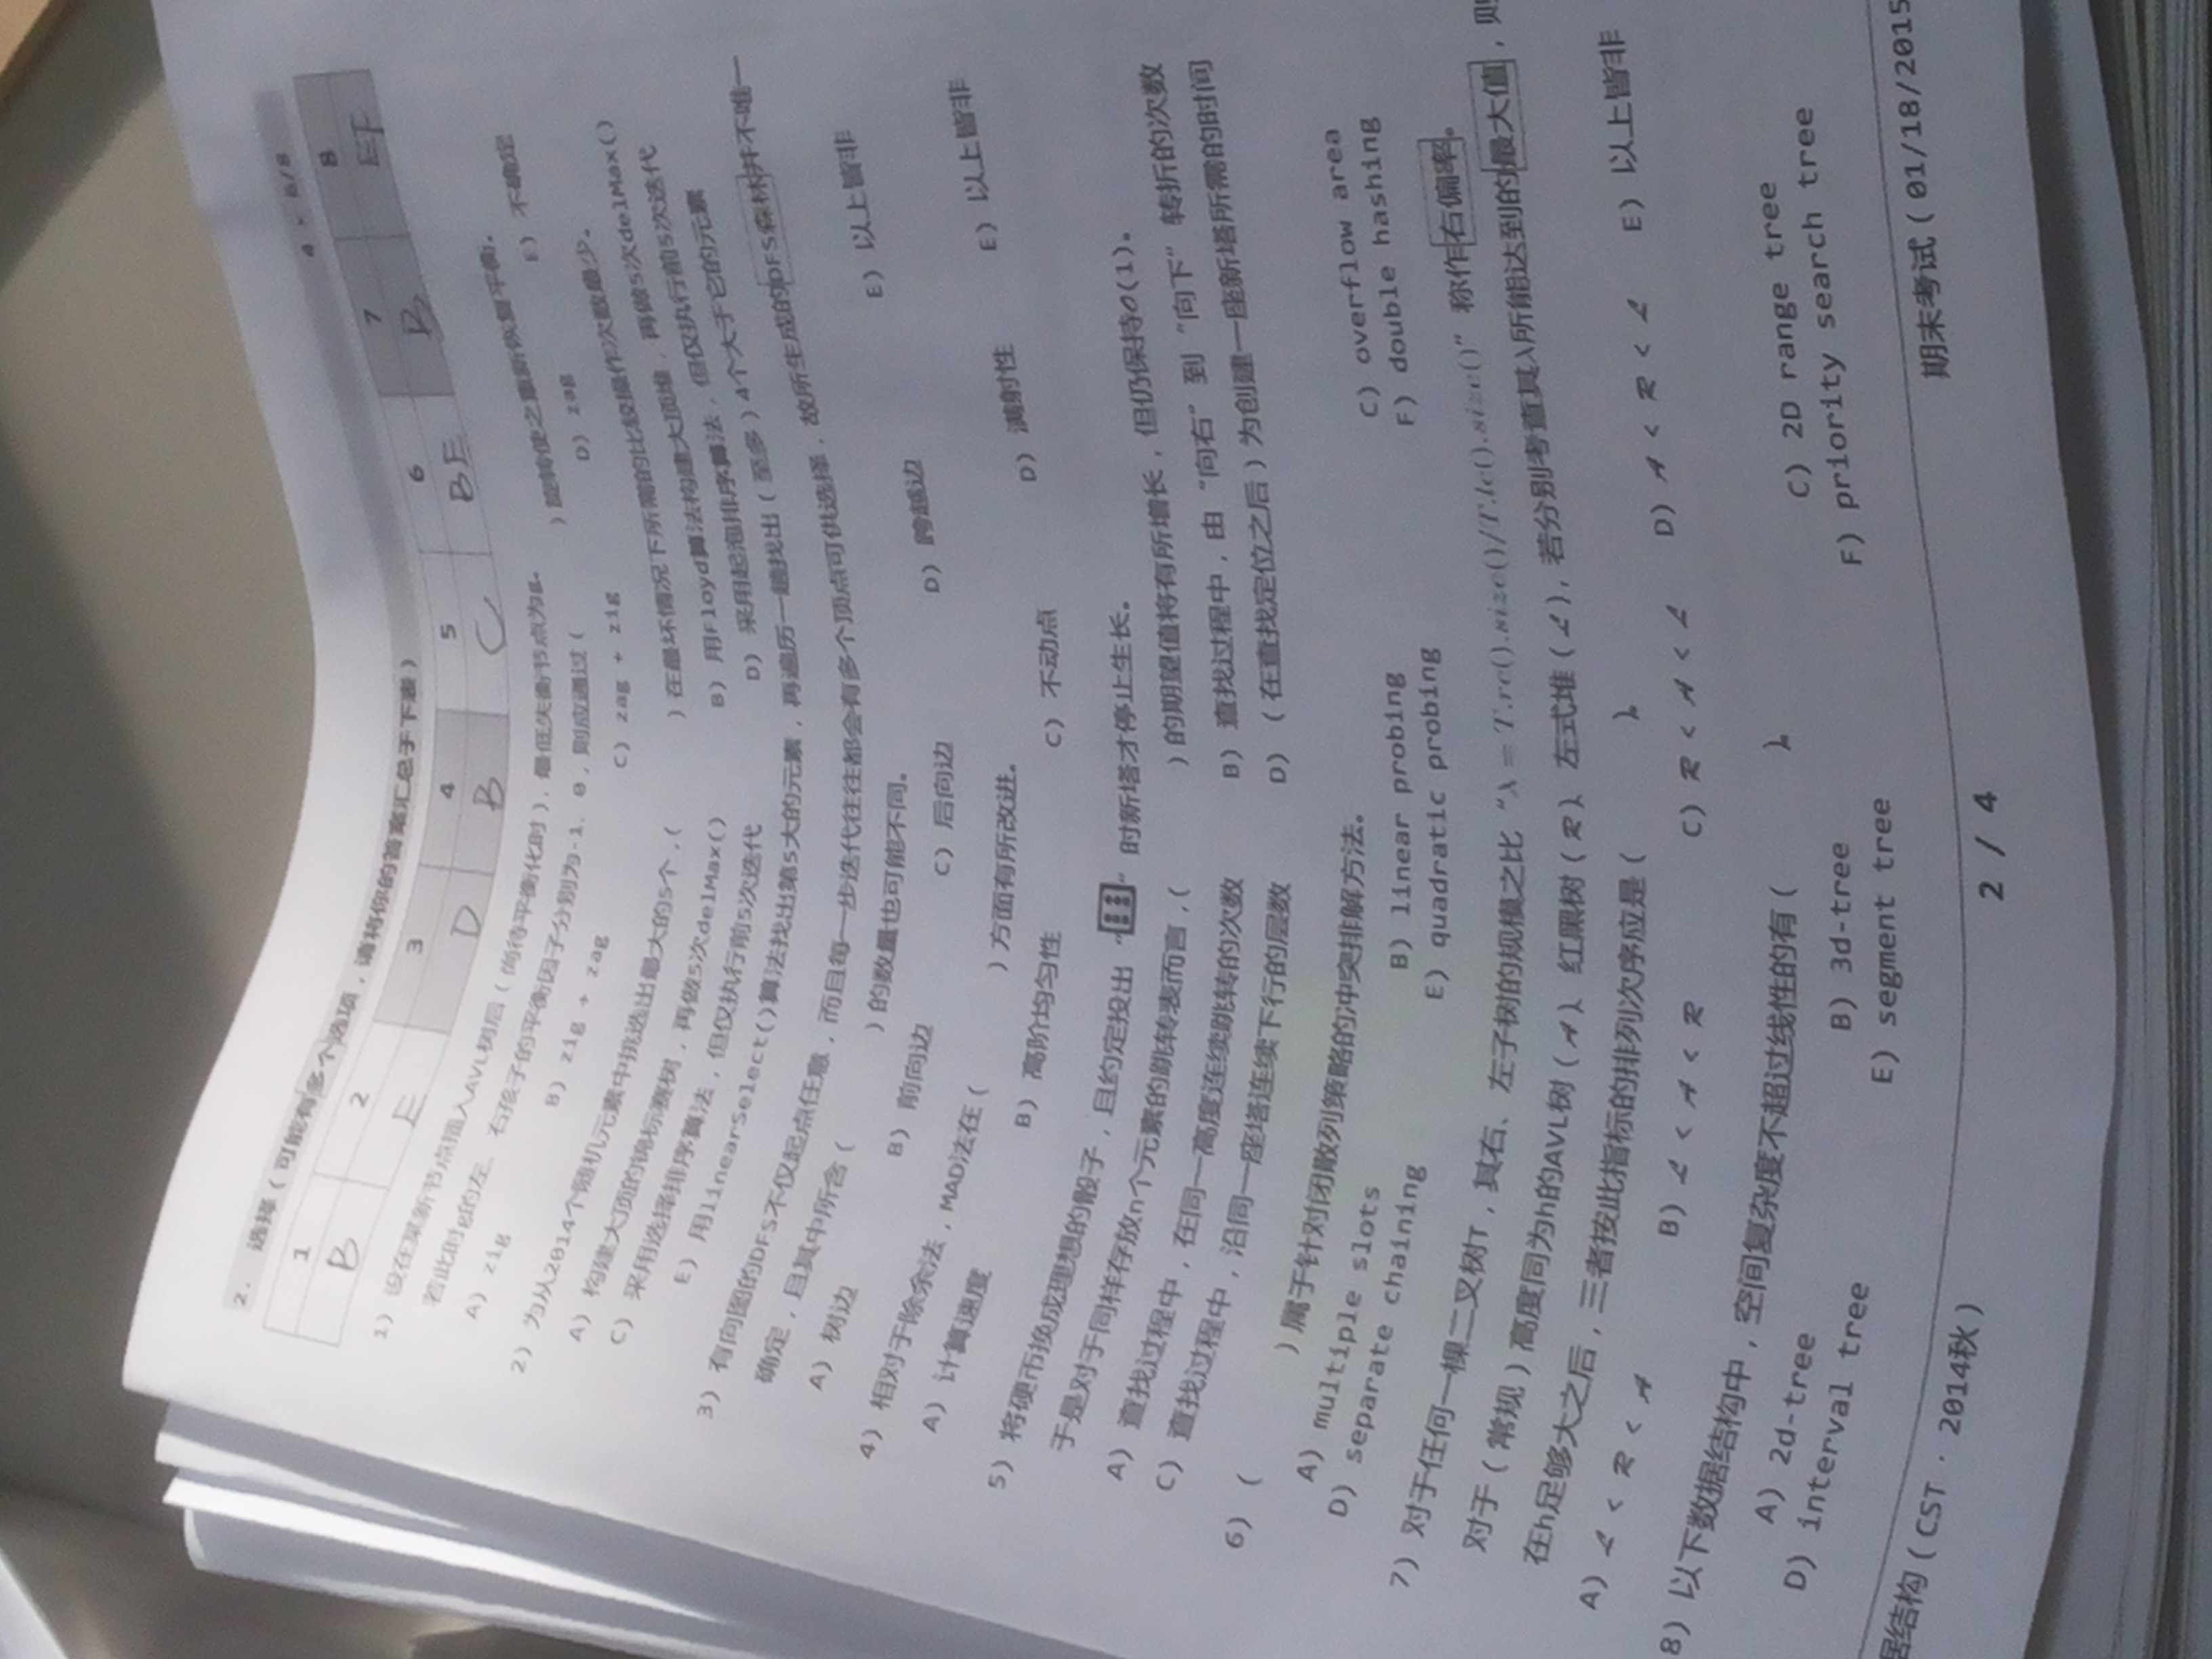 2. 选择（可能有多个选项，请将你的答案汇总于下表） 4 × 6/8
1 2 3 4 5 6 7 8
B E D B C BE B EF
1) 设在某新节点插入AVL树后（尚待平衡化时），最低失衡节点为g。
若此时g的左、右孩子的平衡因子分别为-1、0，则应通过（ ）旋转使之重新恢复平衡。
A) zig B) zig + zag C) zag + zig D) zag E) 不确定
2) 为从2014个随机元素中挑选出最大的5个，（ ）在最坏情况下所需的比较操作次数最少。
A) 构建大顶的锦标赛树，再做5次delMax() B) 用Floyd算法构建大顶堆，再做5次delMax()
C) 采用选择排序算法，但仅执行前5次迭代 D) 采用起泡排序算法，但仅执行前5次迭代
E) 用linearSelect()算法找出第5大的元素，再遍历一趟找出（至多）4个大于它的元素
3) 有向图的DFS不仅起点任意，而且每一步迭代往往都会有多个顶点可供选择，故所生成的DFS森林并不唯一
确定，且其中所含（ ）的数量也可能不同。
A) 树边 B) 前向边 C) 后向边 D) 跨越边 E) 以上皆非
4) 相对于除余法，MAD法在（ ）方面有所改进。
A) 计算速度 B) 高阶均匀性 C) 不动点 D) 满射性 E) 以上皆非
5) 将硬币换成理想的骰子，且约定投出“⚅”时新塔才停止生长。
于是对于同样存放n个元素的跳转表而言，（ ）的期望值将有所增长，但仍保持O(1)。
A) 查找过程中，在同一高度连续跳转的次数 B) 查找过程中，由“向右”到“向下”转折的次数
C) 查找过程中，沿同一座塔连续下行的层数 D) （在查找定位之后）为创建一座新塔所需的时间
6) （ ）属于针对闭散列策略的冲突排解方法。
A) multiple slots B) linear probing C) overflow area
D) separate chaining E) quadratic probing F) double hashing
7) 对于任何一棵二叉树T，其右、左子树的规模之比“λ = T.rc().size()/T.lc().size()”称作右偏率。
对于（常规）高度同为h的AVL树（A）、红黑树（R）、左式堆（L），若分别考查其λ所能达到的最大值，则
在h足够大之后，三者按此指标的排列次序应是（ ）。
A) L < R < A B) L < A < R C) R < A < L D) A < R < L E) 以上皆非
8) 以下数据结构中，空间复杂度不超过线性的有（ ）。
A) 2d-tree B) 3d-tree C) 2D range tree
D) interval tree E) segment tree F) priority search tree
据结构（CST · 2014秋） 2 / 4 期末考试（01/18/2015